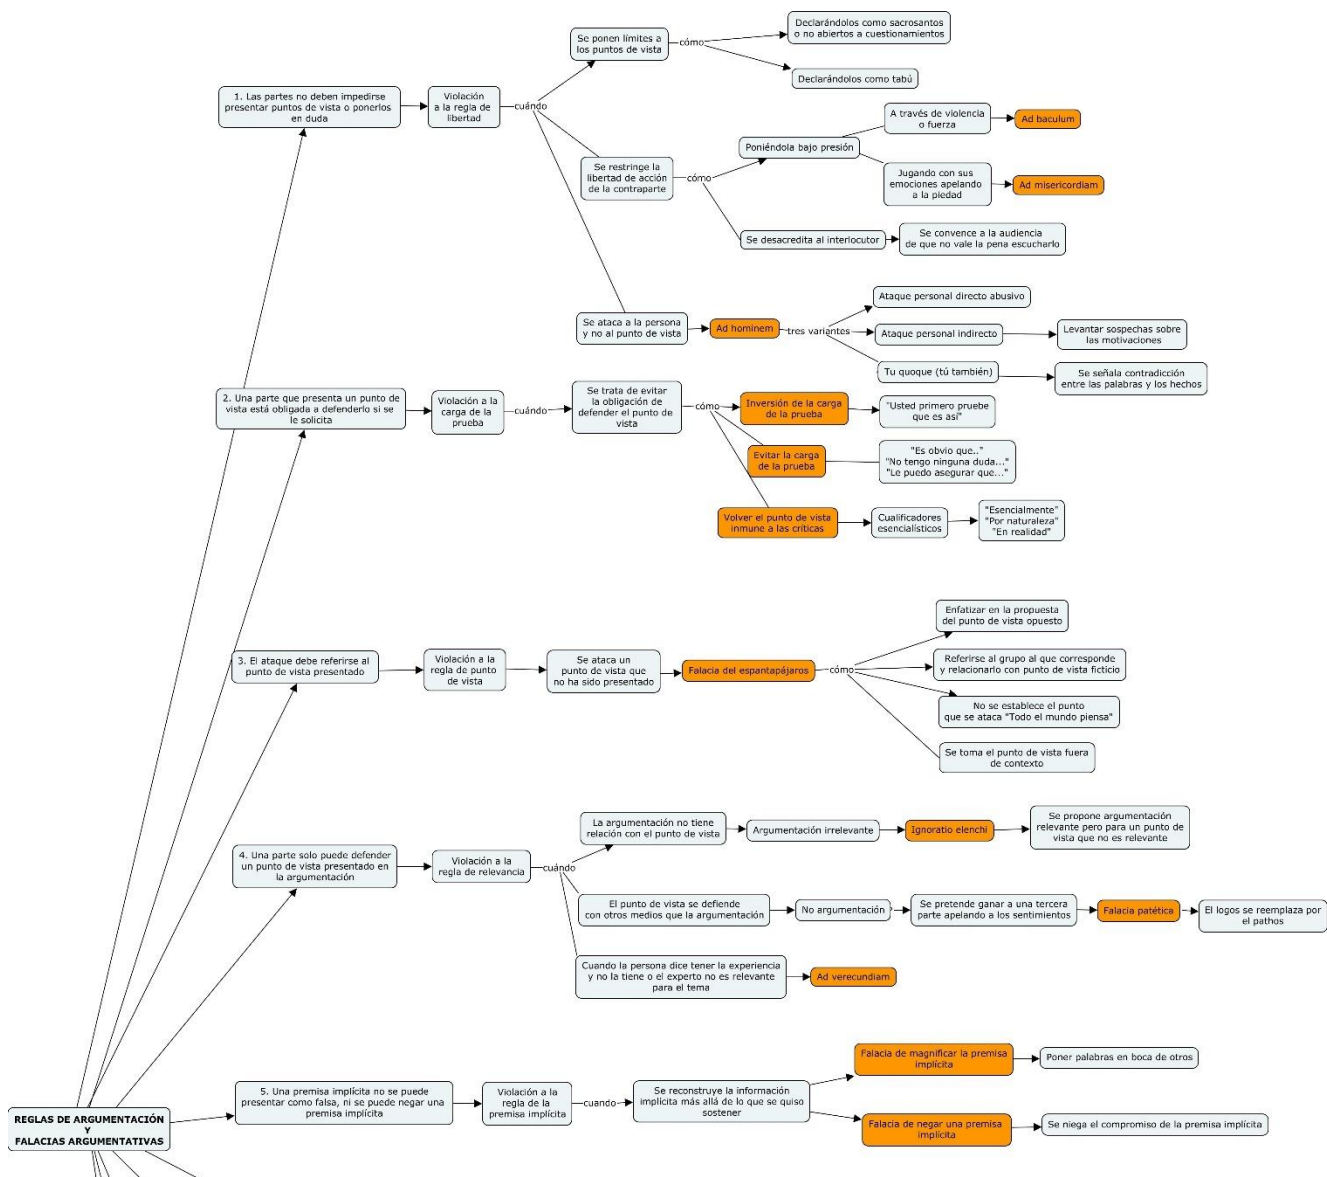 Se ponen límites a
los puntos de vista
cómo
Declarándolos como sacrosantos
o no abiertos a cuestionamientos
Declarándolos como tabú
1. Las partes no deben impedirse
presentar puntos de vista o ponerlos
en duda
Violación
a la regla de
libertad
cuándo
Se restringe la
libertad de acción
de la contraparte
cómo
Poniéndola bajo presión
A través de violencia
o fuerza
Ad baculum
Jugando con sus
emociones apelando
a la piedad
Ad misericordiam
Se desacredita al interlocutor
Se convence a la audiencia
de que no vale la pena escucharlo
Se ataca a la persona
y no al punto de vista
Ad hominem
tres variantes
Ataque personal directo abusivo
Ataque personal indirecto
Levantar sospechas sobre
las motivaciones
Tu quoque (tú también)
Se señala contradicción
entre las palabras y los hechos
2. Una parte que presenta un punto de
vista está obligada a defenderlo si se
le solicita
Violación a la
carga de la
prueba
cuándo
Se trata de evitar
la obligación de
defender el punto de
vista
cómo
Inversión de la carga
de la prueba
"Usted primero pruebe
que es así"
Evitar la carga
de la prueba
"Es obvio que.."
"No tengo ninguna duda..."
"Le puedo asegurar que..."
Volver el punto de vista
inmune a las críticas
Cualificadores
esencialísticos
"Esencialmente"
"Por naturaleza"
"En realidad"
3. El ataque debe referirse al
punto de vista presentado
Violación a la
regla de punto
de vista
Se ataca un
punto de vista que
no ha sido presentado
Falacia del espantapájaros
cómo
Enfatizar en la propuesta
del punto de vista opuesto
Referirse al grupo al que corresponde
y relacionarlo con punto de vista ficticio
No se establece el punto
que se ataca "Todo el mundo piensa"
Se toma el punto de vista fuera
de contexto
4. Una parte solo puede defender
un punto de vista presentado en
la argumentación
Violación a la
regla de relevancia
cuándo
La argumentación no tiene
relación con el punto de vista
Argumentación irrelevante
Ignoratio elenchi
Se propone argumentación
relevante pero para un punto de
vista que no es relevante
El punto de vista se defiende
con otros medios que la argumentación
No argumentación
Se pretende ganar a una tercera
parte apelando a los sentimientos
Falacia patética
El logos se reemplaza por
el pathos
Cuando la persona dice tener la experiencia
y no la tiene o el experto no es relevante
para el tema
Ad verecundiam
5. Una premisa implícita no se puede
presentar como falsa, ni se puede negar una
premisa implícita
Violación a la
regla de la
premisa implícita
cuando
Se reconstruye la información
implícita más allá de lo que se quiso
sostener
Falacia de magnificar la premisa
implícita
Poner palabras en boca de otros
Falacia de negar una premisa
implícita
Se niega el compromiso de la premisa implícita
REGLAS DE ARGUMENTACIÓN
Y
FALACIAS ARGUMENTATIVAS